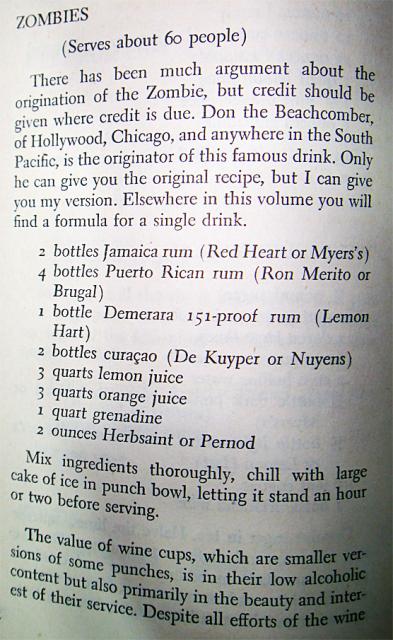 ZOMBIES
(Serves about 60 people)
There has been much argument about the
origination of the Zombie, but credit should be
given where credit is due. Don the Beachcomber,
of Hollywood, Chicago, and anywhere in the South
Pacific, is the originator of this famous drink. Only
he can give you the original recipe, but I can give
you my version. Elsewhere in this volume you will
find a formula for a single drink.
2 bottles Jamaica rum (Red Heart or Myers's)
4 bottles Puerto Rican rum (Ron Merito or
Brugal)
1 bottle Demerara 151-proof rum (Lemon
Hart)
2 bottles curaçao (De Kuyper or Nuyens)
3 quarts lemon juice
3 quarts orange juice
1 quart grenadine
2 ounces Herbsaint or Pernod
Mix ingredients thoroughly, chill with large
cake of ice in punch bowl, letting it stand an hour
or two before serving.
The value of wine cups, which are smaller ver-
sions of some punches, is in their low alcoholic
content but also primarily in the beauty and inter-
est of their service. Despite all efforts of the wine